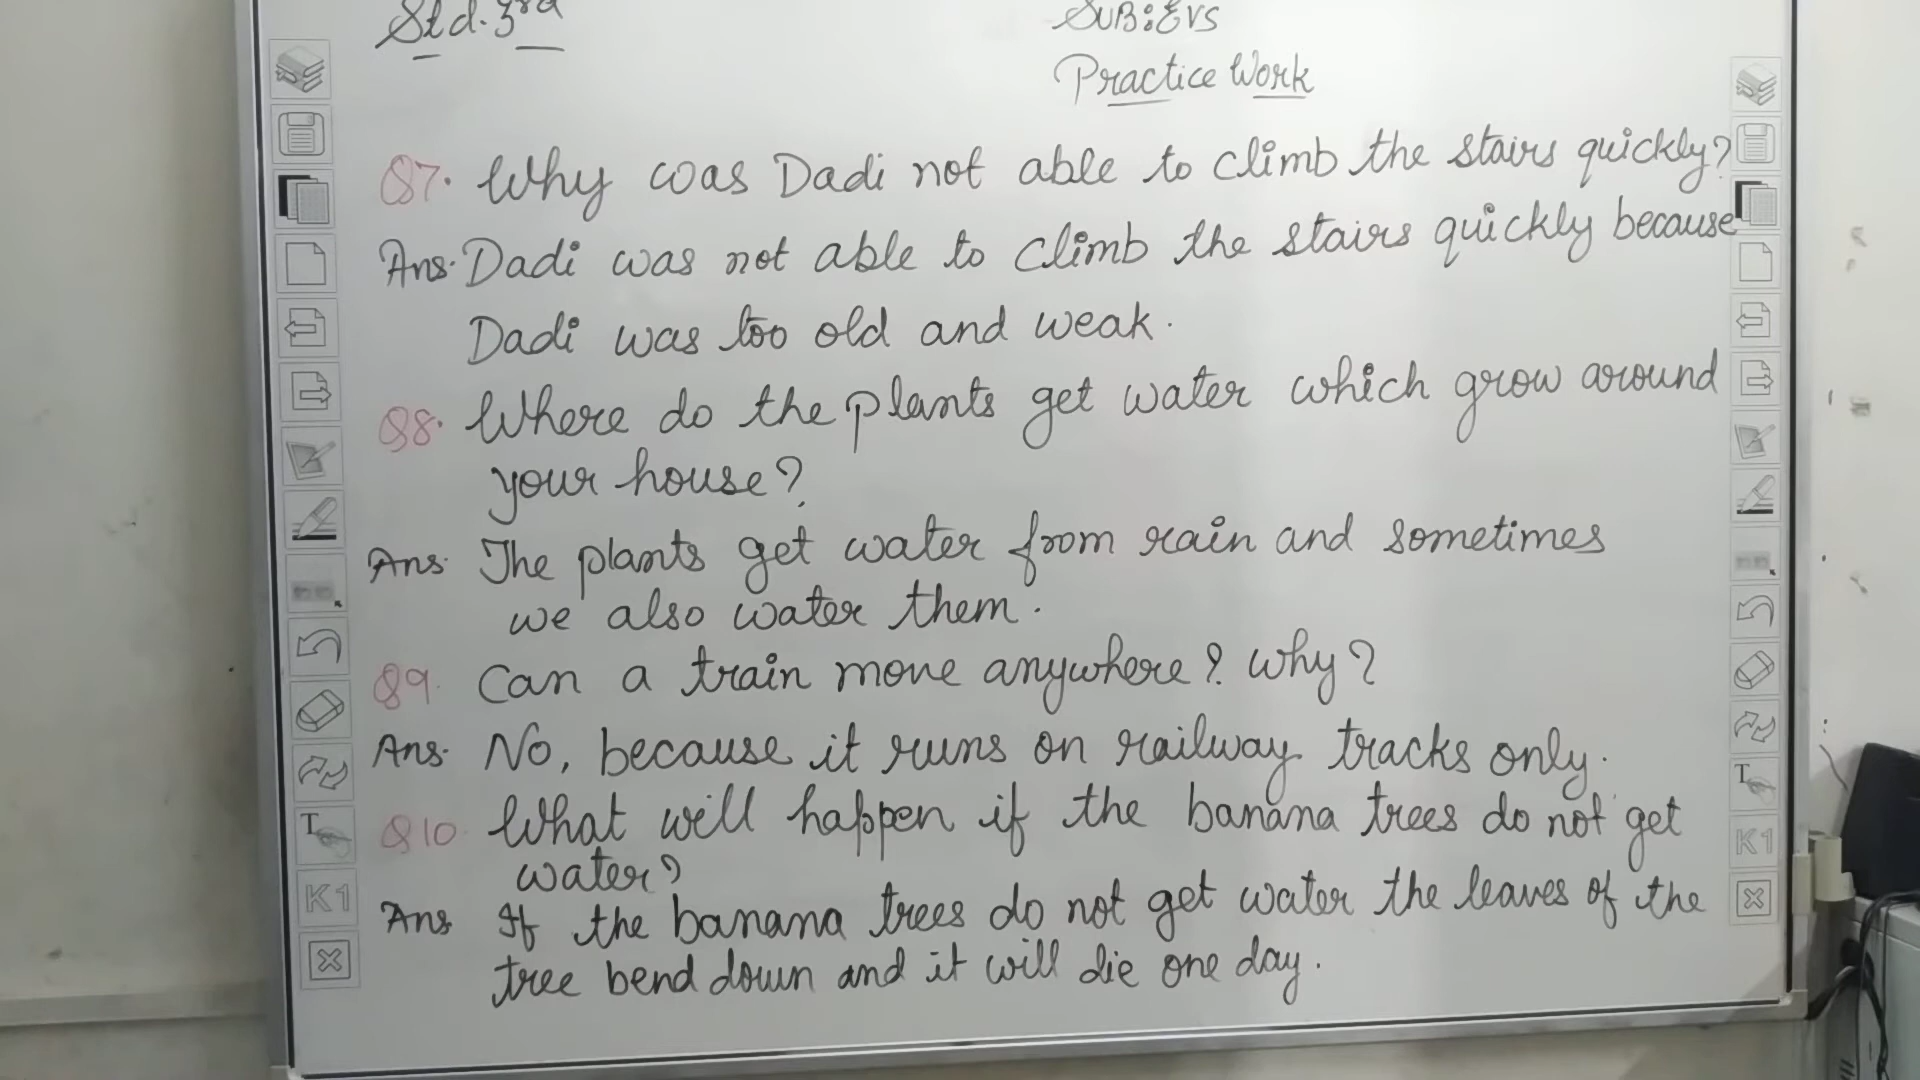 Std. 3rd
SUB: EVS
Practice Work
Q7. Why was Dadi not able to climb the stairs quickly?
Ans. Dadi was not able to climb the stairs quickly because
Dadi was too old and weak.
Q8. Where do the plants get water which grow around
your house?
Ans. The plants get water from rain and sometimes
we also water them.
Q9. Can a train move anywhere? Why?
Ans. No, because it runs on railway tracks only.
Q10. What will happen if the banana trees do not get
water?
Ans If the banana trees do not get water the leaves of the
tree bend down and it will die one day.
T
K1
T
K1